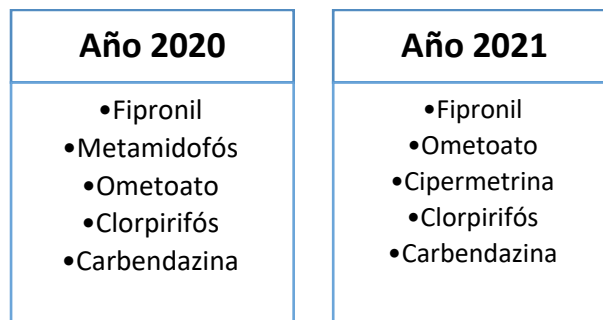 Año 2020
•Fipronil
•Metamidofós
•Ometoato
•Clorpirifós
•Carbendazina
Año 2021
•Fipronil
•Ometoato
•Cipermetrina
•Clorpirifós
•Carbendazina